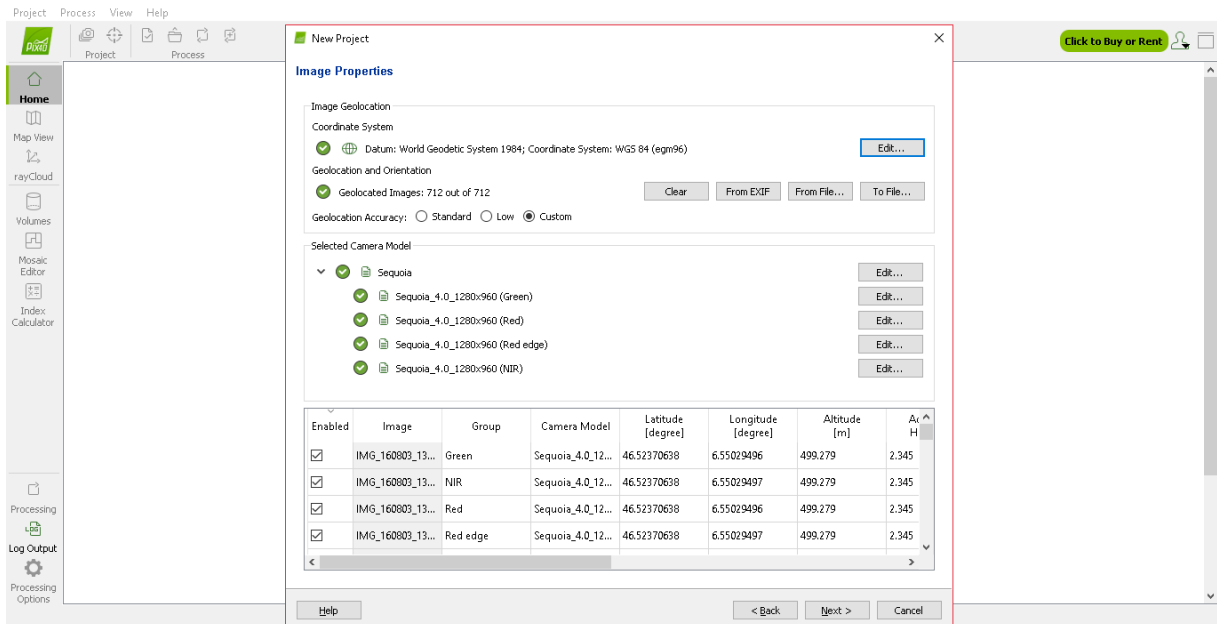 Project Process View Help
Pix4D
Project Process
Click to Buy or Rent
Home
Map View
rayCloud
Volumes
Mosaic
Editor
Index
Calculator
Processing
LOG
Log Output
Processing
Options
New Project
Image Properties
Image Geolocation
Coordinate System
Datum: World Geodetic System 1984; Coordinate System: WGS 84 (egm96) Edit...
Geolocation and Orientation
Geolocated Images: 712 out of 712 Clear From EXIF From File... To File...
Geolocation Accuracy: Standard Low Custom
Selected Camera Model
Sequoia Edit...
Sequoia_4.0_1280x960 (Green) Edit...
Sequoia_4.0_1280x960 (Red) Edit...
Sequoia_4.0_1280x960 (Red edge) Edit...
Sequoia_4.0_1280x960 (NIR) Edit...
Enabled Image Group Camera Model Latitude [degree] Longitude [degree] Altitude [m] H
IMG_160803_13... Green Sequoia_4.0_12... 46.52370638 6.55029496 499.279 2.345
IMG_160803_13... NIR Sequoia_4.0_12... 46.52370638 6.55029497 499.279 2.345
IMG_160803_13... Red Sequoia_4.0_12... 46.52370638 6.55029497 499.279 2.345
IMG_160803_13... Red edge Sequoia_4.0_12... 46.52370638 6.55029497 499.279 2.345
Help < Back Next > Cancel